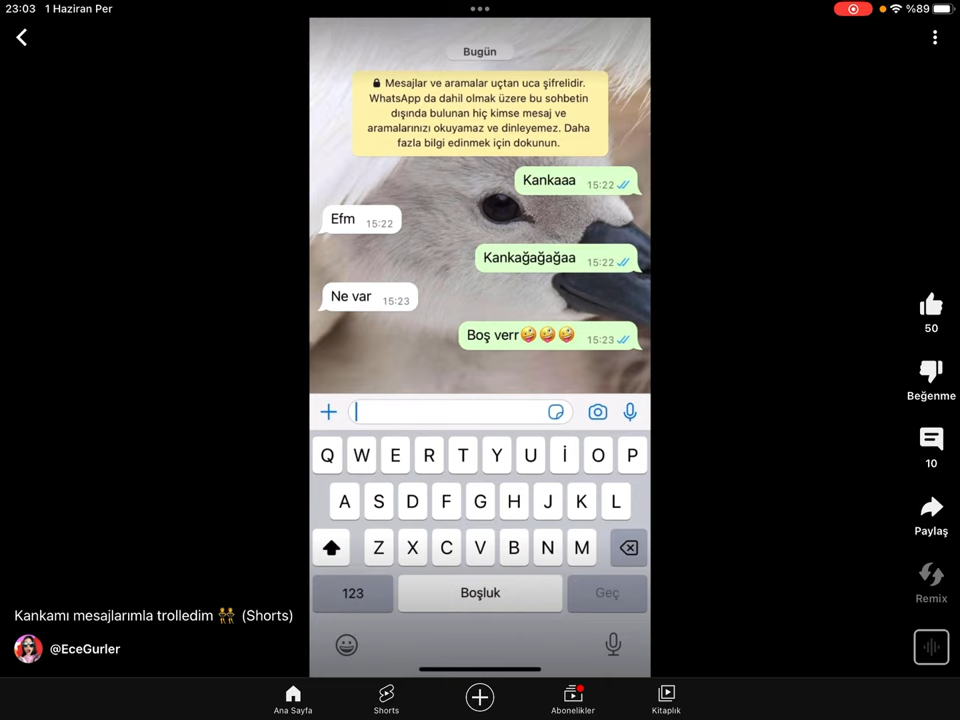 23:03 1 Haziran Per
%89
Bugün
Mesajlar ve aramalar uçtan uca şifrelidir.
WhatsApp da dahil olmak üzere bu sohbetin
dışında bulunan hiç kimse mesaj ve
aramalarınızı okuyamaz ve dinleyemez. Daha
fazla bilgi edinmek için dokunun.
Kankaaa 15:22
Efm 15:22
Kankağağağaa 15:22
Ne var 15:23
Boş verr🤪🤪🤪 15:23
Q W E R T Y U İ O P
A S D F G H J K L
Z X C V B N M
123 Boşluk Geç
50
Beğenme
10
Paylaş
Remix
Kankamı mesajlarımla trolledim 👯 (Shorts)
@EceGurler
Ana Sayfa Shorts Abonelikler Kitaplık